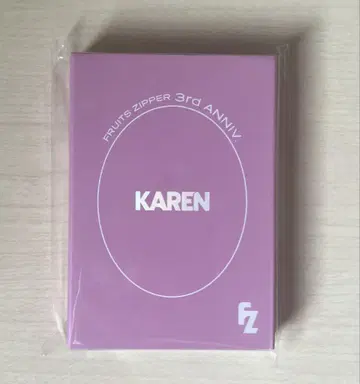 FRUITS ZIPPER 3rd ANNIV.
KAREN
FZ